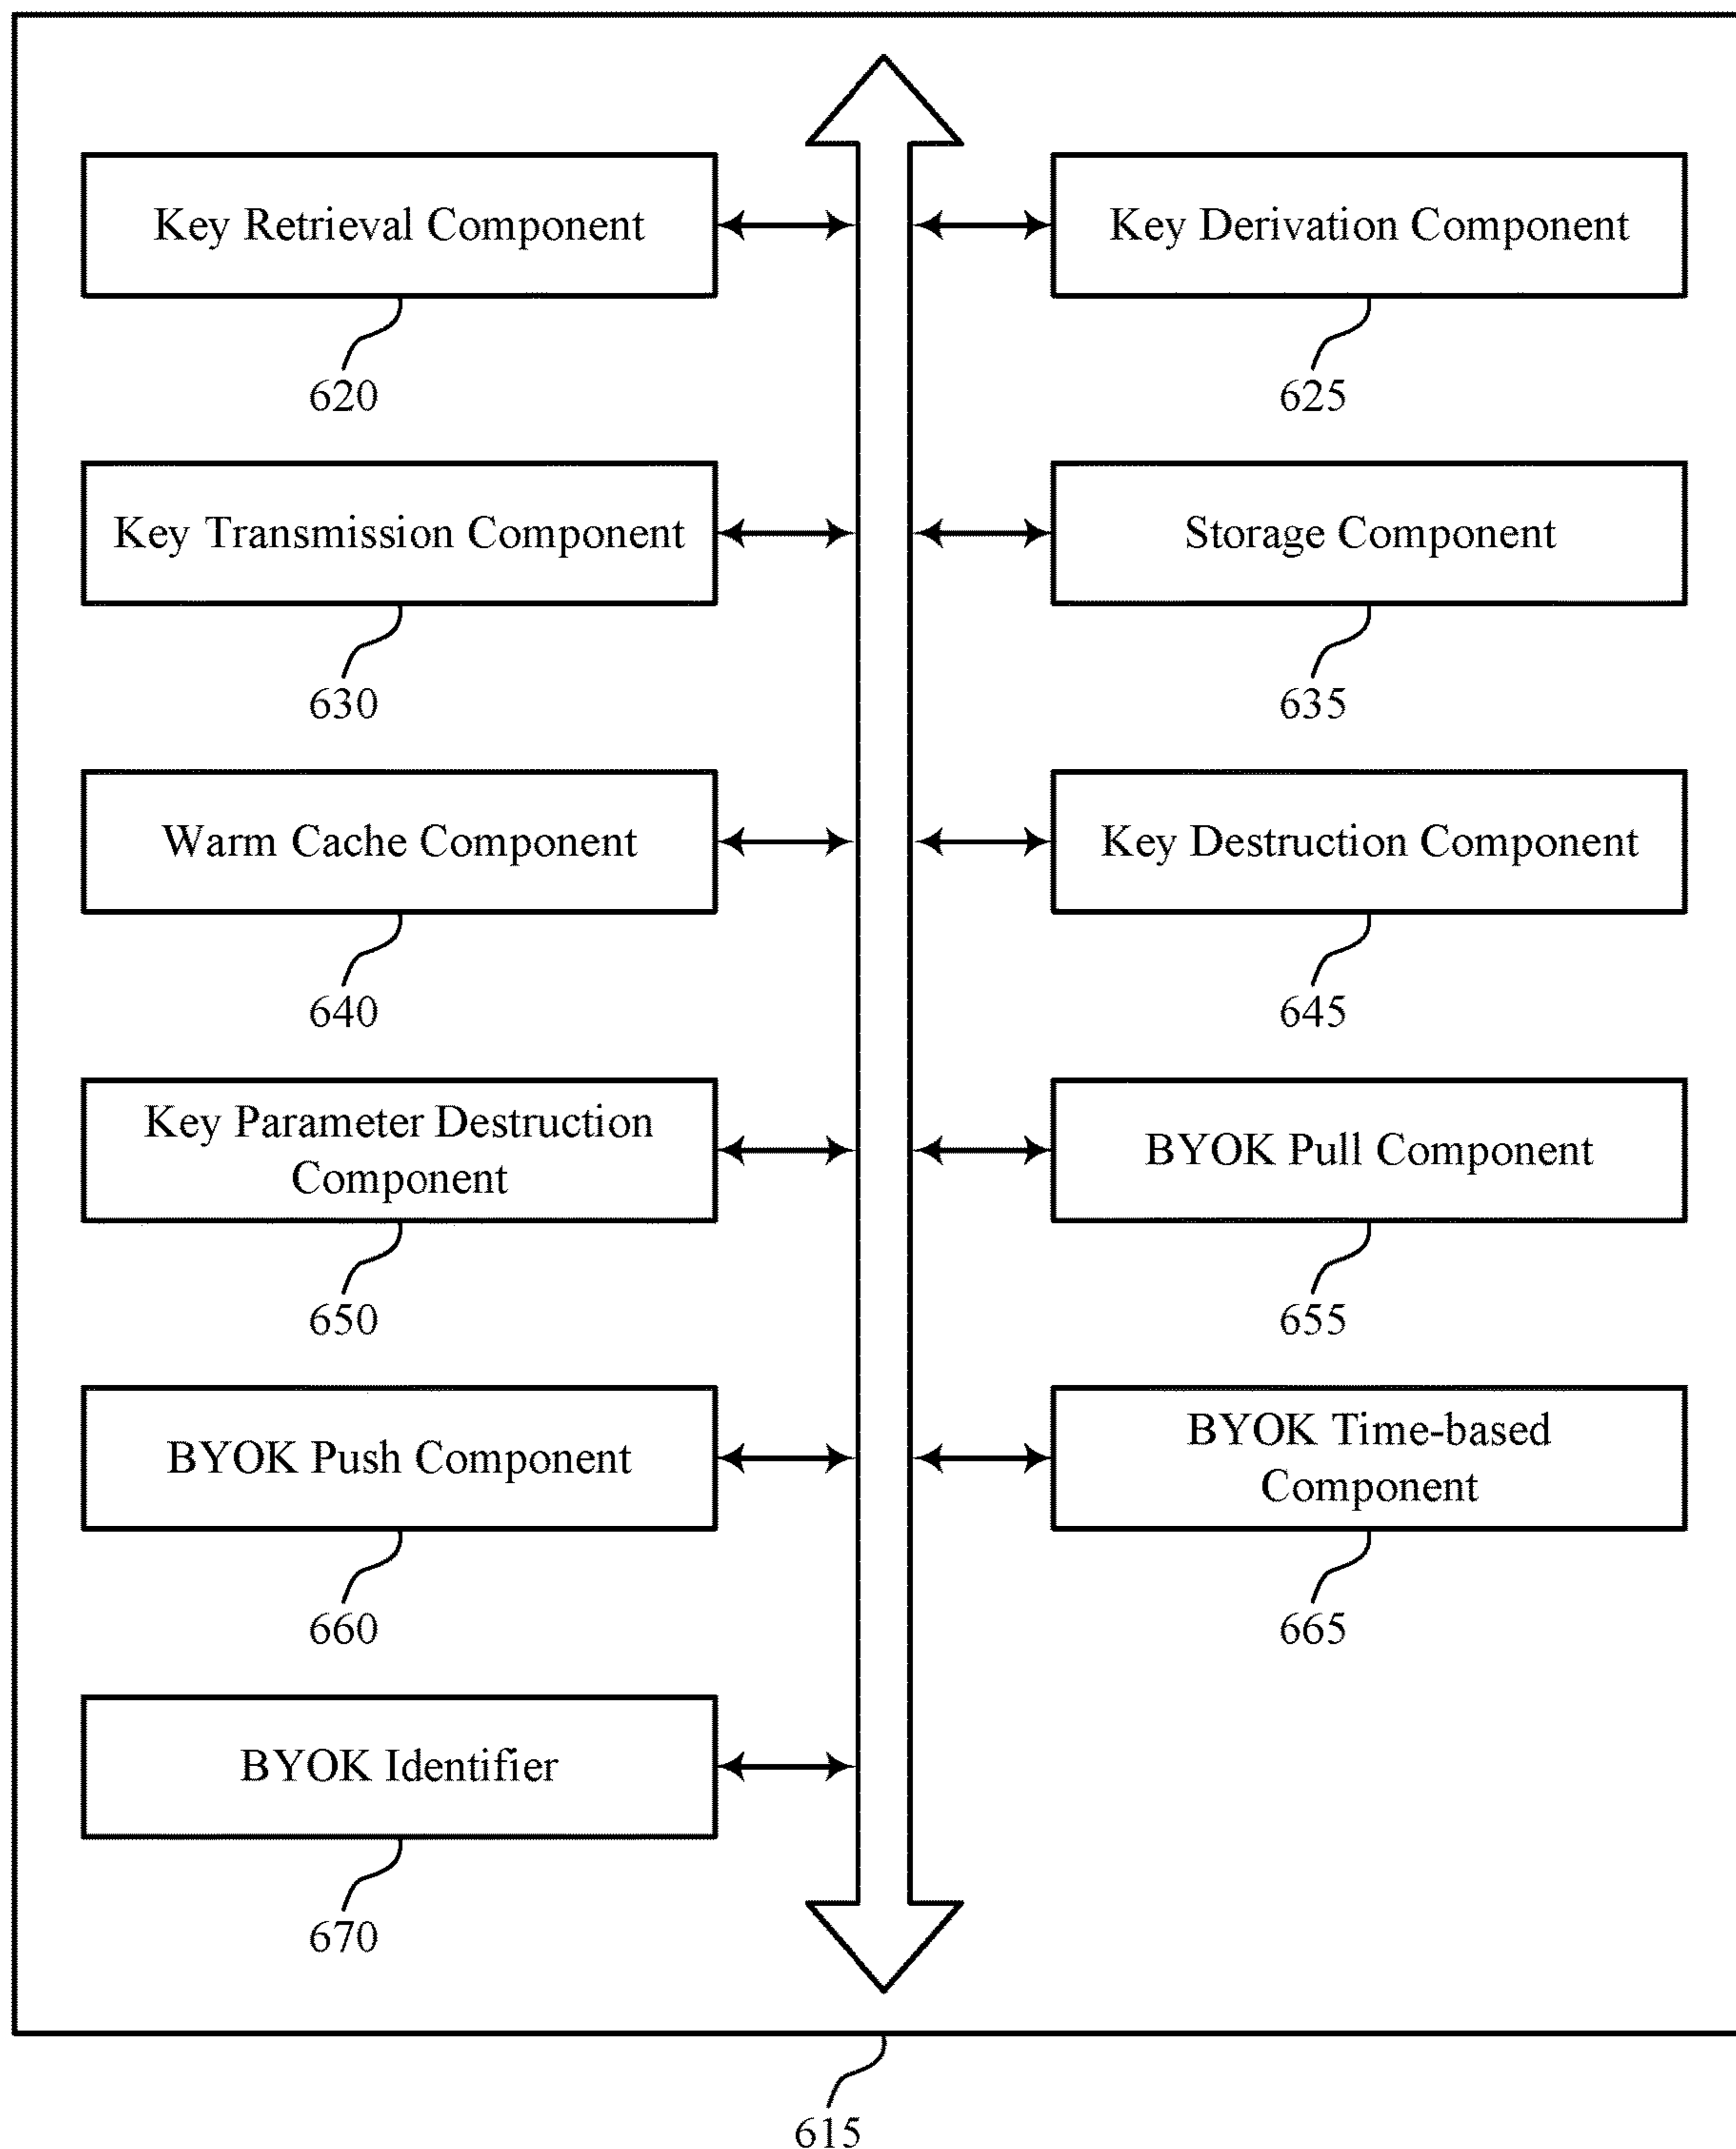 Key Retrieval Component
Key Derivation Component
620
625
Key Transmission Component
Storage Component
630
635
Warm Cache Component
Key Destruction Component
640
645
Key Parameter Destruction
Component
BYOK Pull Component
650
655
BYOK Push Component
BYOK Time-based
Component
660
665
BYOK Identifier
670
615